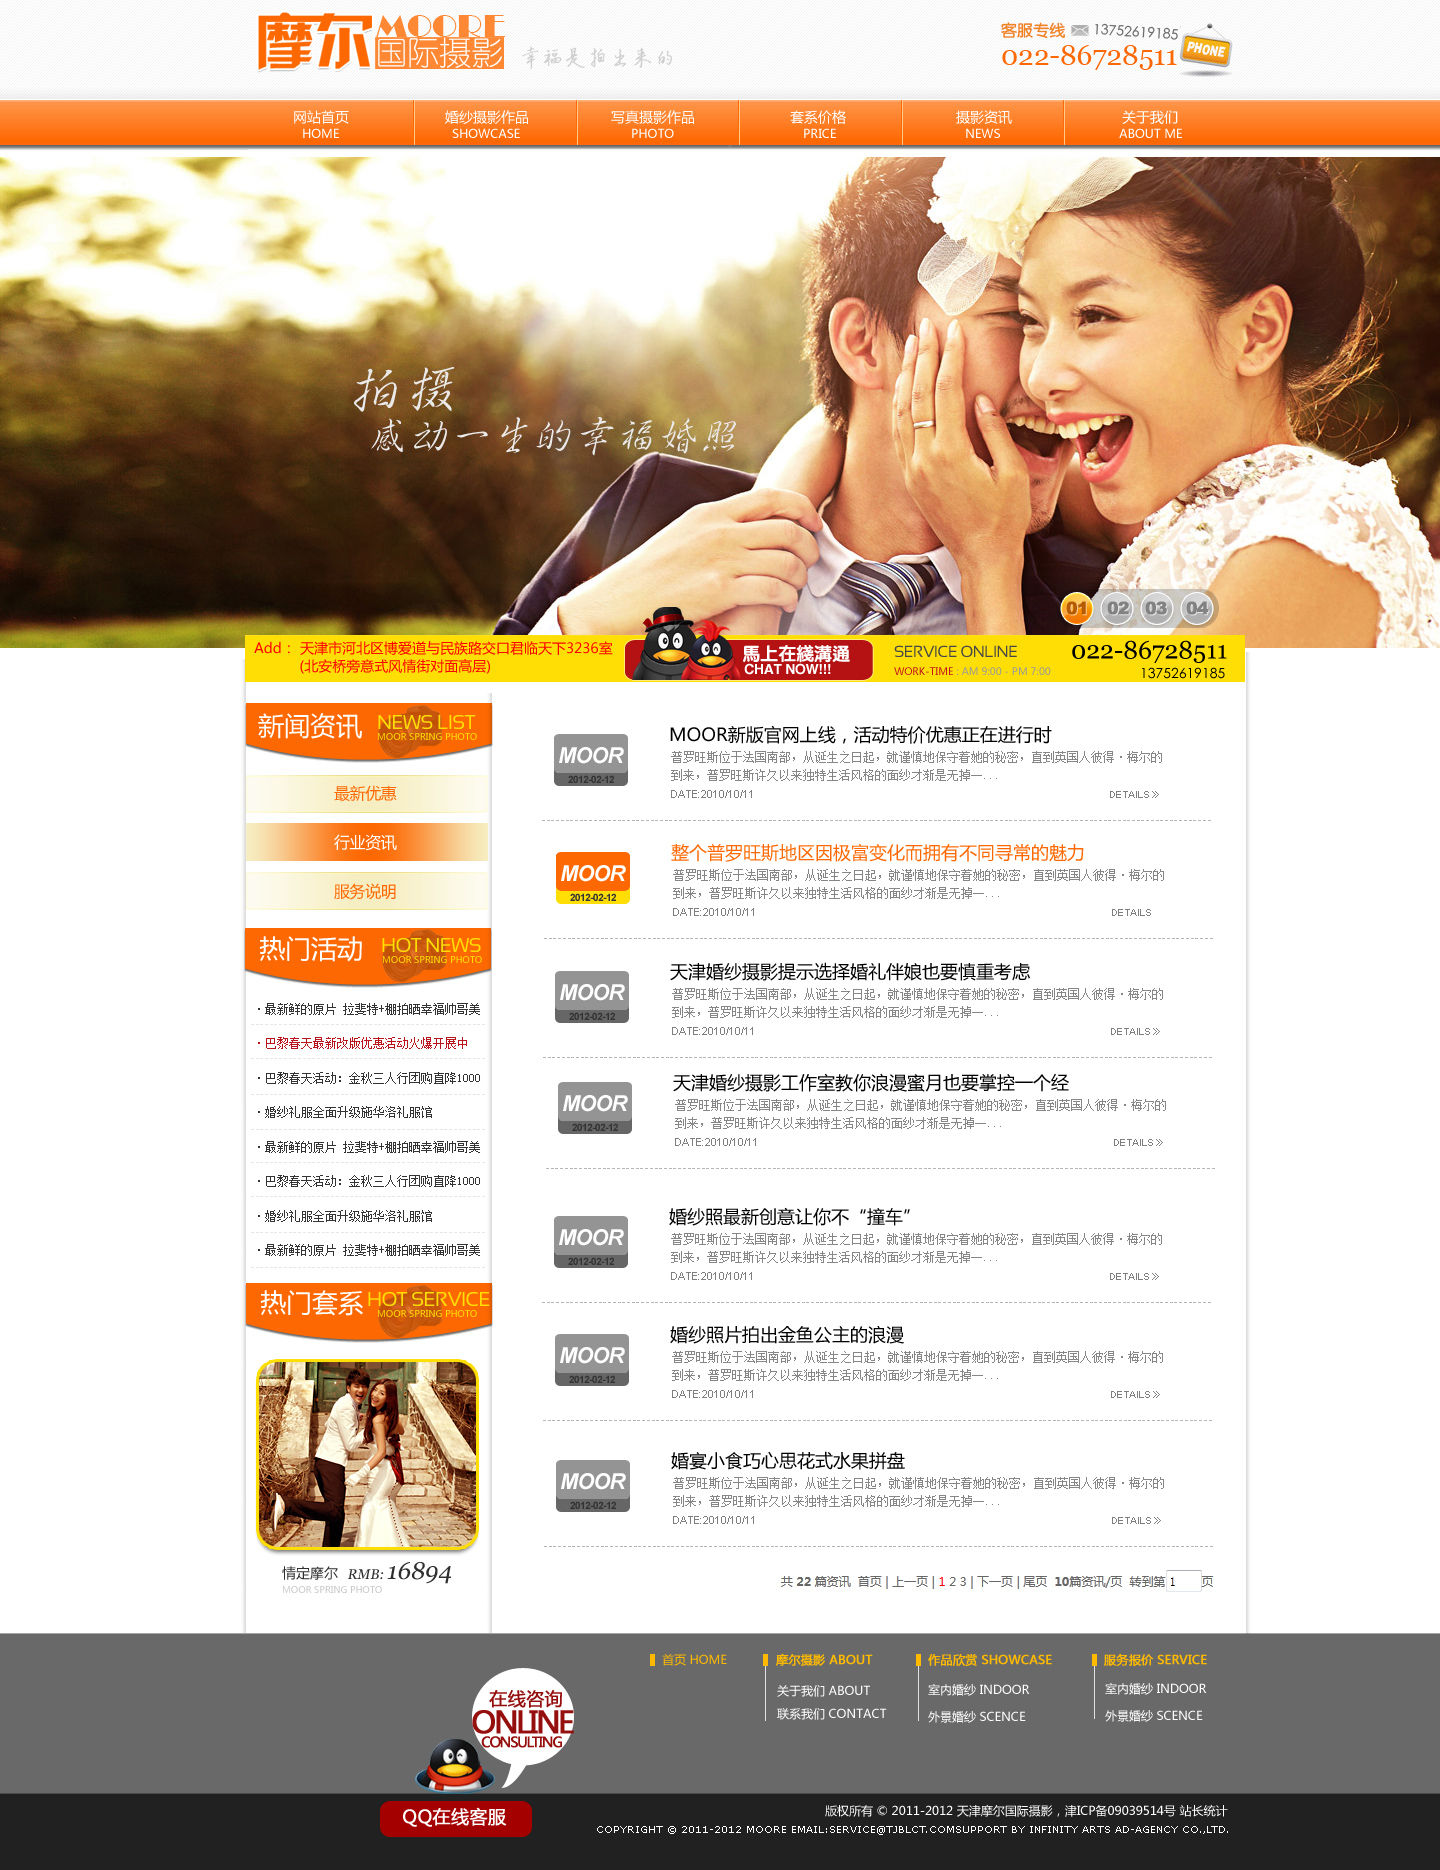 摩尔MOORE国际摄影
幸福是拍出来的
客服专线 13752619185
022-86728511
PHONE
网站首页 婚纱摄影作品 写真摄影作品 套系价格 摄影资讯 关于我们
HOME SHOWCASE PHOTO PRICE NEWS ABOUT ME
拍摄
感动一生的幸福婚照
01 02 03 04
Add： 天津市河北区博爱道与民族路交口君临天下3236室
(北安桥旁意式风情街对面高层)
馬上在綫溝通
CHAT NOW!!!
SERVICE ONLINE
WORK-TIME : AM 9:00 - PM 7:00
022-86728511
13752619185
新闻资讯 NEWS LIST
MOOR SPRING PHOTO
最新优惠
行业资讯
服务说明
热门活动 HOT NEWS
MOOR SPRING PHOTO
· 最新鲜的原片 拉斐特+棚拍晒幸福帅哥美
· 巴黎春天最新改版优惠活动火爆开展中
· 巴黎春天活动：金秋三人行团购直降1000
· 婚纱礼服全面升级施华洛礼服馆
· 最新鲜的原片 拉斐特+棚拍晒幸福帅哥美
· 巴黎春天活动：金秋三人行团购直降1000
· 婚纱礼服全面升级施华洛礼服馆
· 最新鲜的原片 拉斐特+棚拍晒幸福帅哥美
热门套系 HOT SERVICE
MOOR SPRING PHOTO
情定摩尔 RMB: 16894
MOOR SPRING PHOTO
MOOR
2012-02-12
MOOR新版官网上线，活动特价优惠正在进行时
普罗旺斯位于法国南部，从诞生之日起，就谨慎地保守着她的秘密，直到英国人彼得·梅尔的
到来，普罗旺斯许久以来独特生活风格的面纱才渐是无掉一...
DATE:2010/10/11 DETAILS »
MOOR
2012-02-12
整个普罗旺斯地区因极富变化而拥有不同寻常的魅力
普罗旺斯位于法国南部，从诞生之日起，就谨慎地保守着她的秘密，直到英国人彼得·梅尔的
到来，普罗旺斯许久以来独特生活风格的面纱才渐是无掉一...
DATE:2010/10/11 DETAILS
MOOR
2012-02-12
天津婚纱摄影提示选择婚礼伴娘也要慎重考虑
普罗旺斯位于法国南部，从诞生之日起，就谨慎地保守着她的秘密，直到英国人彼得·梅尔的
到来，普罗旺斯许久以来独特生活风格的面纱才渐是无掉一...
DATE:2010/10/11 DETAILS »
MOOR
2012-02-12
天津婚纱摄影工作室教你浪漫蜜月也要掌控一个经
普罗旺斯位于法国南部，从诞生之日起，就谨慎地保守着她的秘密，直到英国人彼得·梅尔的
到来，普罗旺斯许久以来独特生活风格的面纱才渐是无掉一...
DATE:2010/10/11 DETAILS »
MOOR
2012-02-12
婚纱照最新创意让你不“撞车”
普罗旺斯位于法国南部，从诞生之日起，就谨慎地保守着她的秘密，直到英国人彼得·梅尔的
到来，普罗旺斯许久以来独特生活风格的面纱才渐是无掉一...
DATE:2010/10/11 DETAILS »
MOOR
2012-02-12
婚纱照片拍出金鱼公主的浪漫
普罗旺斯位于法国南部，从诞生之日起，就谨慎地保守着她的秘密，直到英国人彼得·梅尔的
到来，普罗旺斯许久以来独特生活风格的面纱才渐是无掉一...
DATE:2010/10/11 DETAILS »
MOOR
2012-02-12
婚宴小食巧心思花式水果拼盘
普罗旺斯位于法国南部，从诞生之日起，就谨慎地保守着她的秘密，直到英国人彼得·梅尔的
到来，普罗旺斯许久以来独特生活风格的面纱才渐是无掉一...
DATE:2010/10/11 DETAILS »
共 22 篇资讯 首页 | 上一页 | 1 2 3 | 下一页 | 尾页 10篇资讯/页 转到第1页
首页 HOME 摩尔摄影 ABOUT 作品欣赏 SHOWCASE 服务报价 SERVICE
关于我们 ABOUT 室内婚纱 INDOOR 室内婚纱 INDOOR
联系我们 CONTACT 外景婚纱 SCENCE 外景婚纱 SCENCE
在线咨询
ONLINE
CONSULTING
QQ在线客服
版权所有 © 2011-2012 天津摩尔国际摄影，津ICP备09039514号 站长统计
COPYRIGHT @ 2011-2012 MOORE EMAIL:SERVICE@TJBLCT.COMSUPPORT BY INFINITY ARTS AD-AGENCY CO.,LTD.